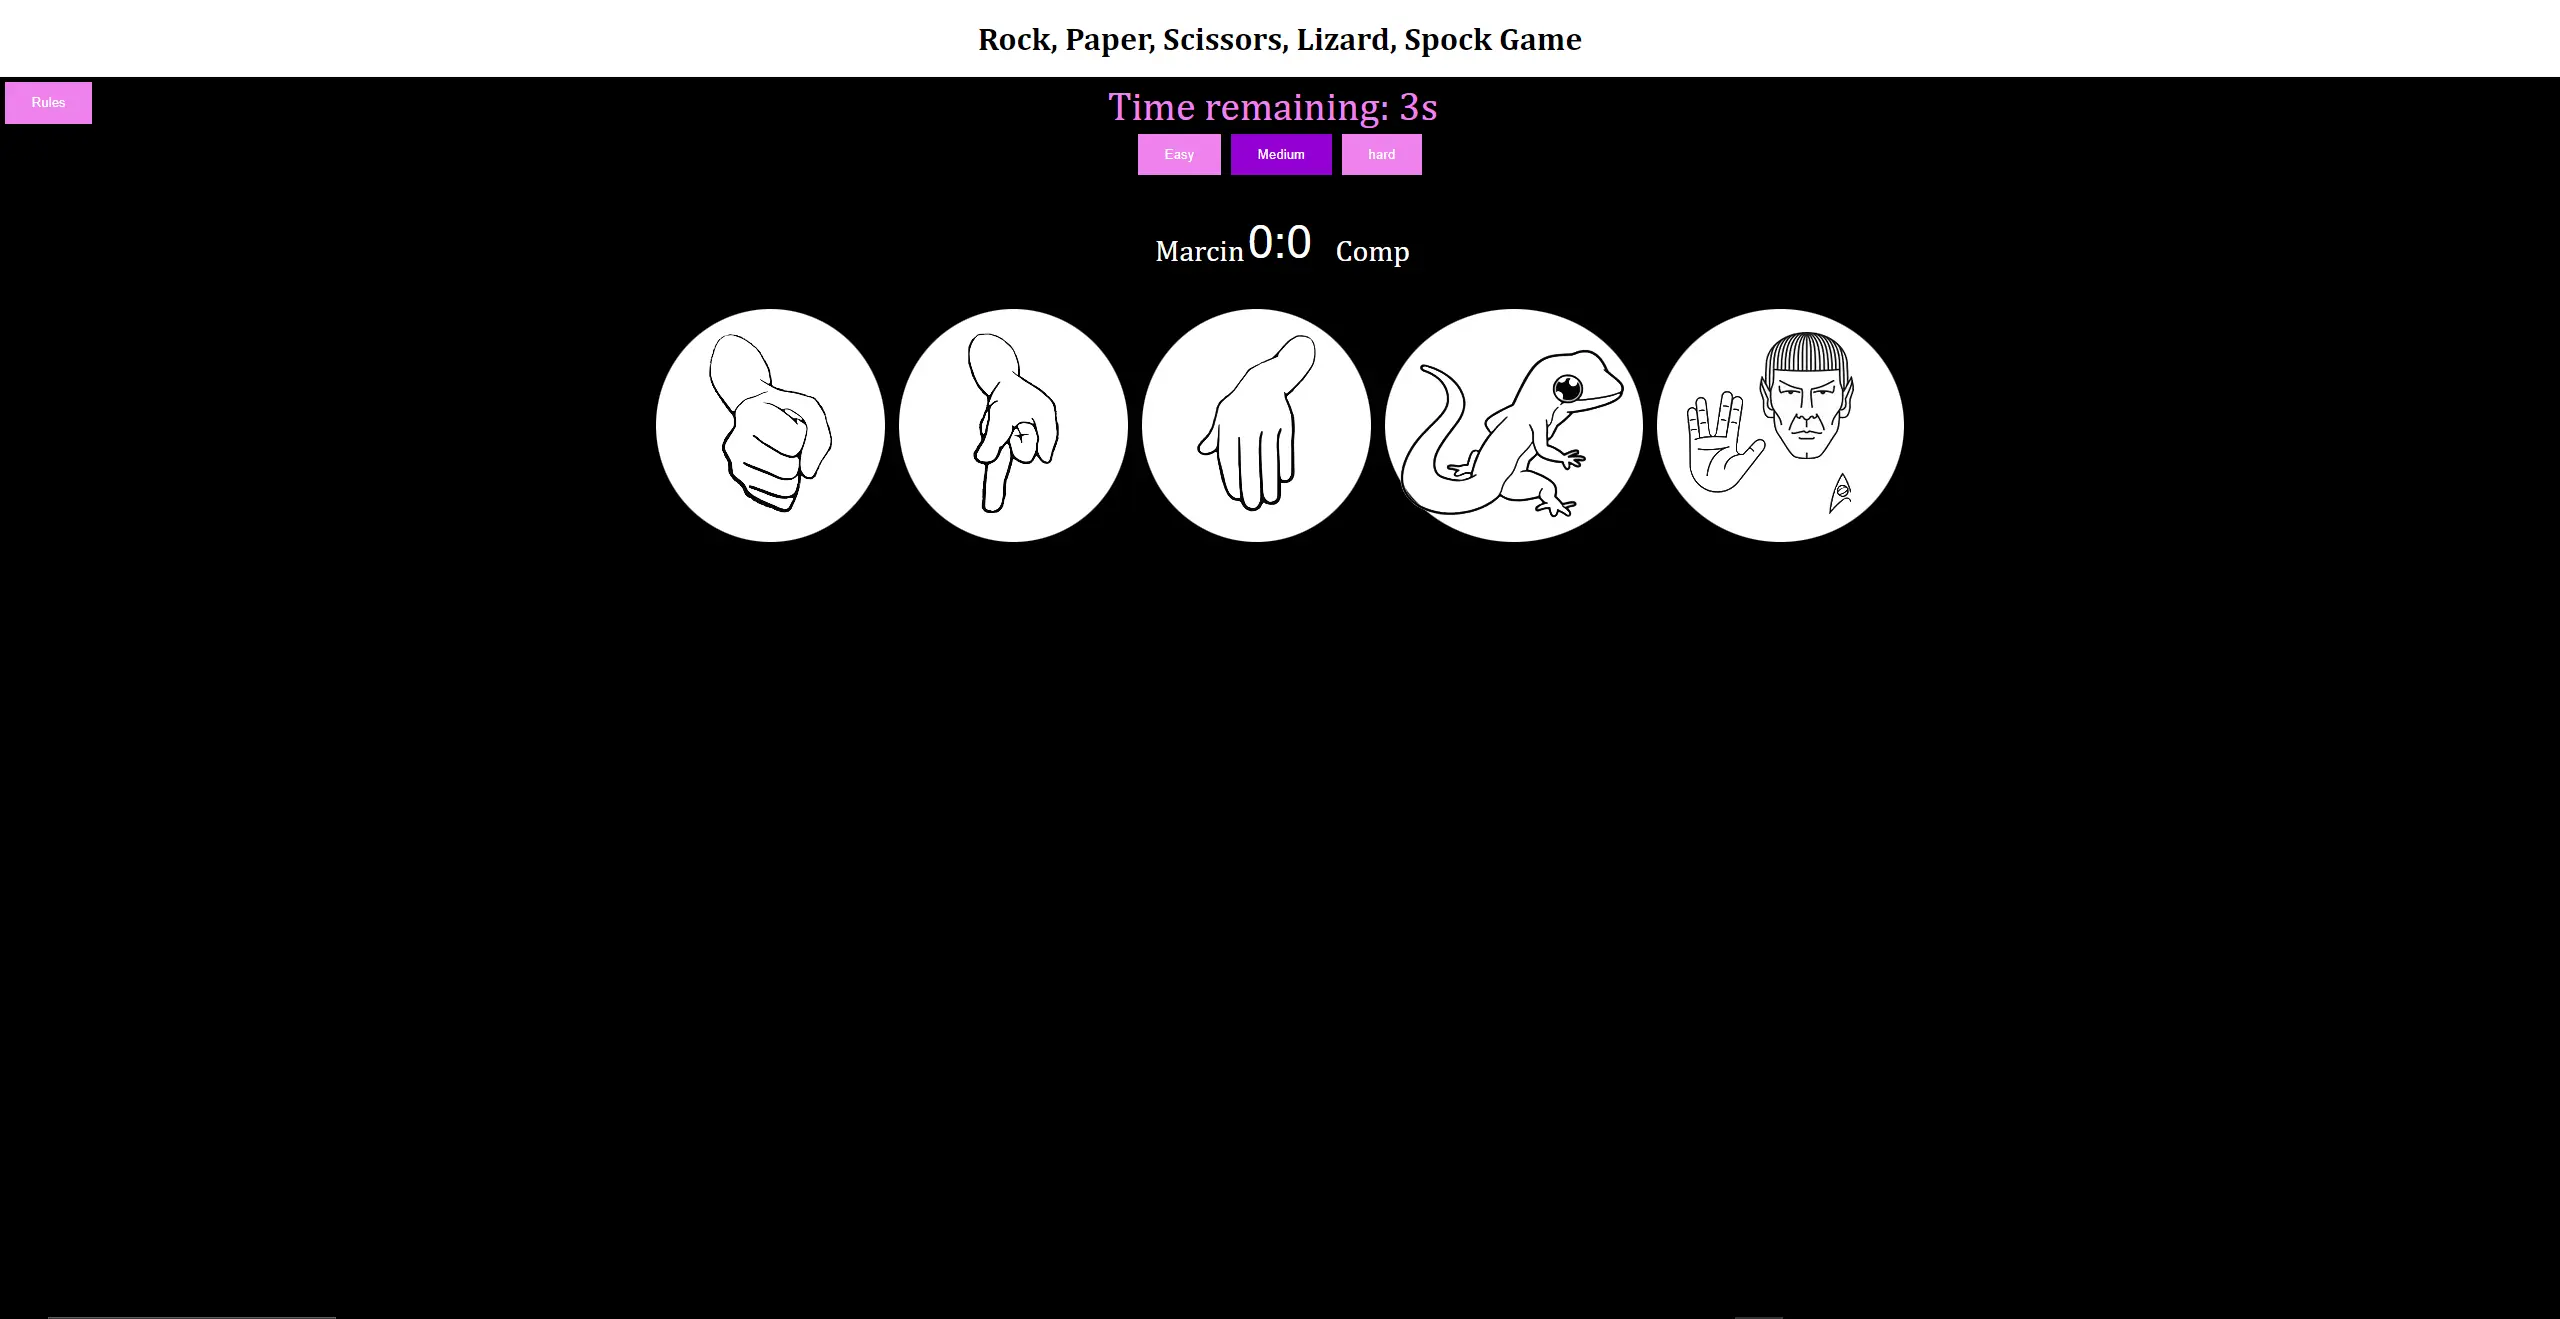 Rock, Paper, Scissors, Lizard, Spock Game
Rules
Time remaining: 3s
Easy Medium hard
Marcin 0:0 Comp